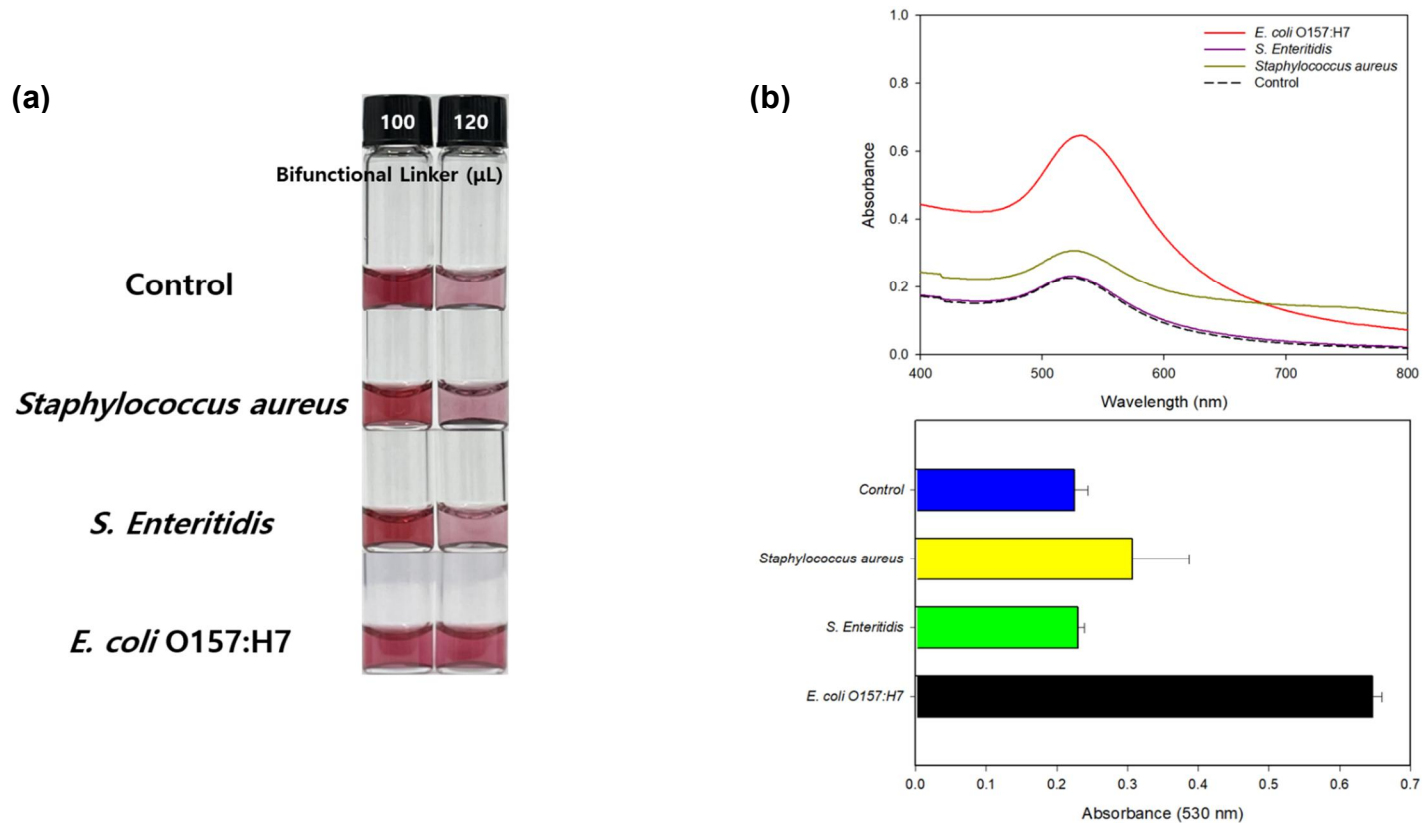 (a)
100 120
Bifunctional Linker (µL)
Control
Staphylococcus aureus
S. Enteritidis
E. coli O157:H7
(b)
1.0
0.8
0.6
0.4
0.2
0.0
Absorbance
400 500 600 700 800
Wavelength (nm)
E. coli O157:H7
S. Enteritidis
Staphylococcus aureus
Control
Control
Staphylococcus aureus
S. Enteritidis
E. coli O157:H7
0.0 0.1 0.2 0.3 0.4 0.5 0.6 0.7
Absorbance (530 nm)